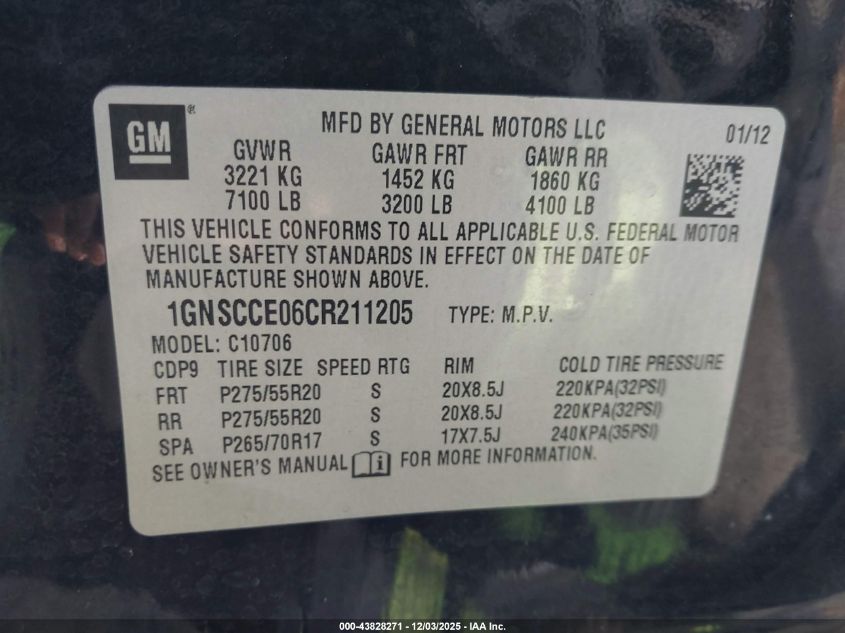 GM ®
MFD BY GENERAL MOTORS LLC 01/12
GVWR GAWR FRT GAWR RR
3221 KG 1452 KG 1860 KG
7100 LB 3200 LB 4100 LB
THIS VEHICLE CONFORMS TO ALL APPLICABLE U.S. FEDERAL MOTOR
VEHICLE SAFETY STANDARDS IN EFFECT ON THE DATE OF
MANUFACTURE SHOWN ABOVE.
1GNSCCE06CR211205 TYPE: M.P.V.
MODEL: C10706
CDP9 TIRE SIZE SPEED RTG RIM COLD TIRE PRESSURE
FRT P275/55R20 S 20X8.5J 220KPA(32PSI)
RR P275/55R20 S 20X8.5J 220KPA(32PSI)
SPA P265/70R17 S 17X7.5J 240KPA(35PSI)
SEE OWNER'S MANUAL i FOR MORE INFORMATION.
000-43828271 - 12/03/2025 - IAA Inc.